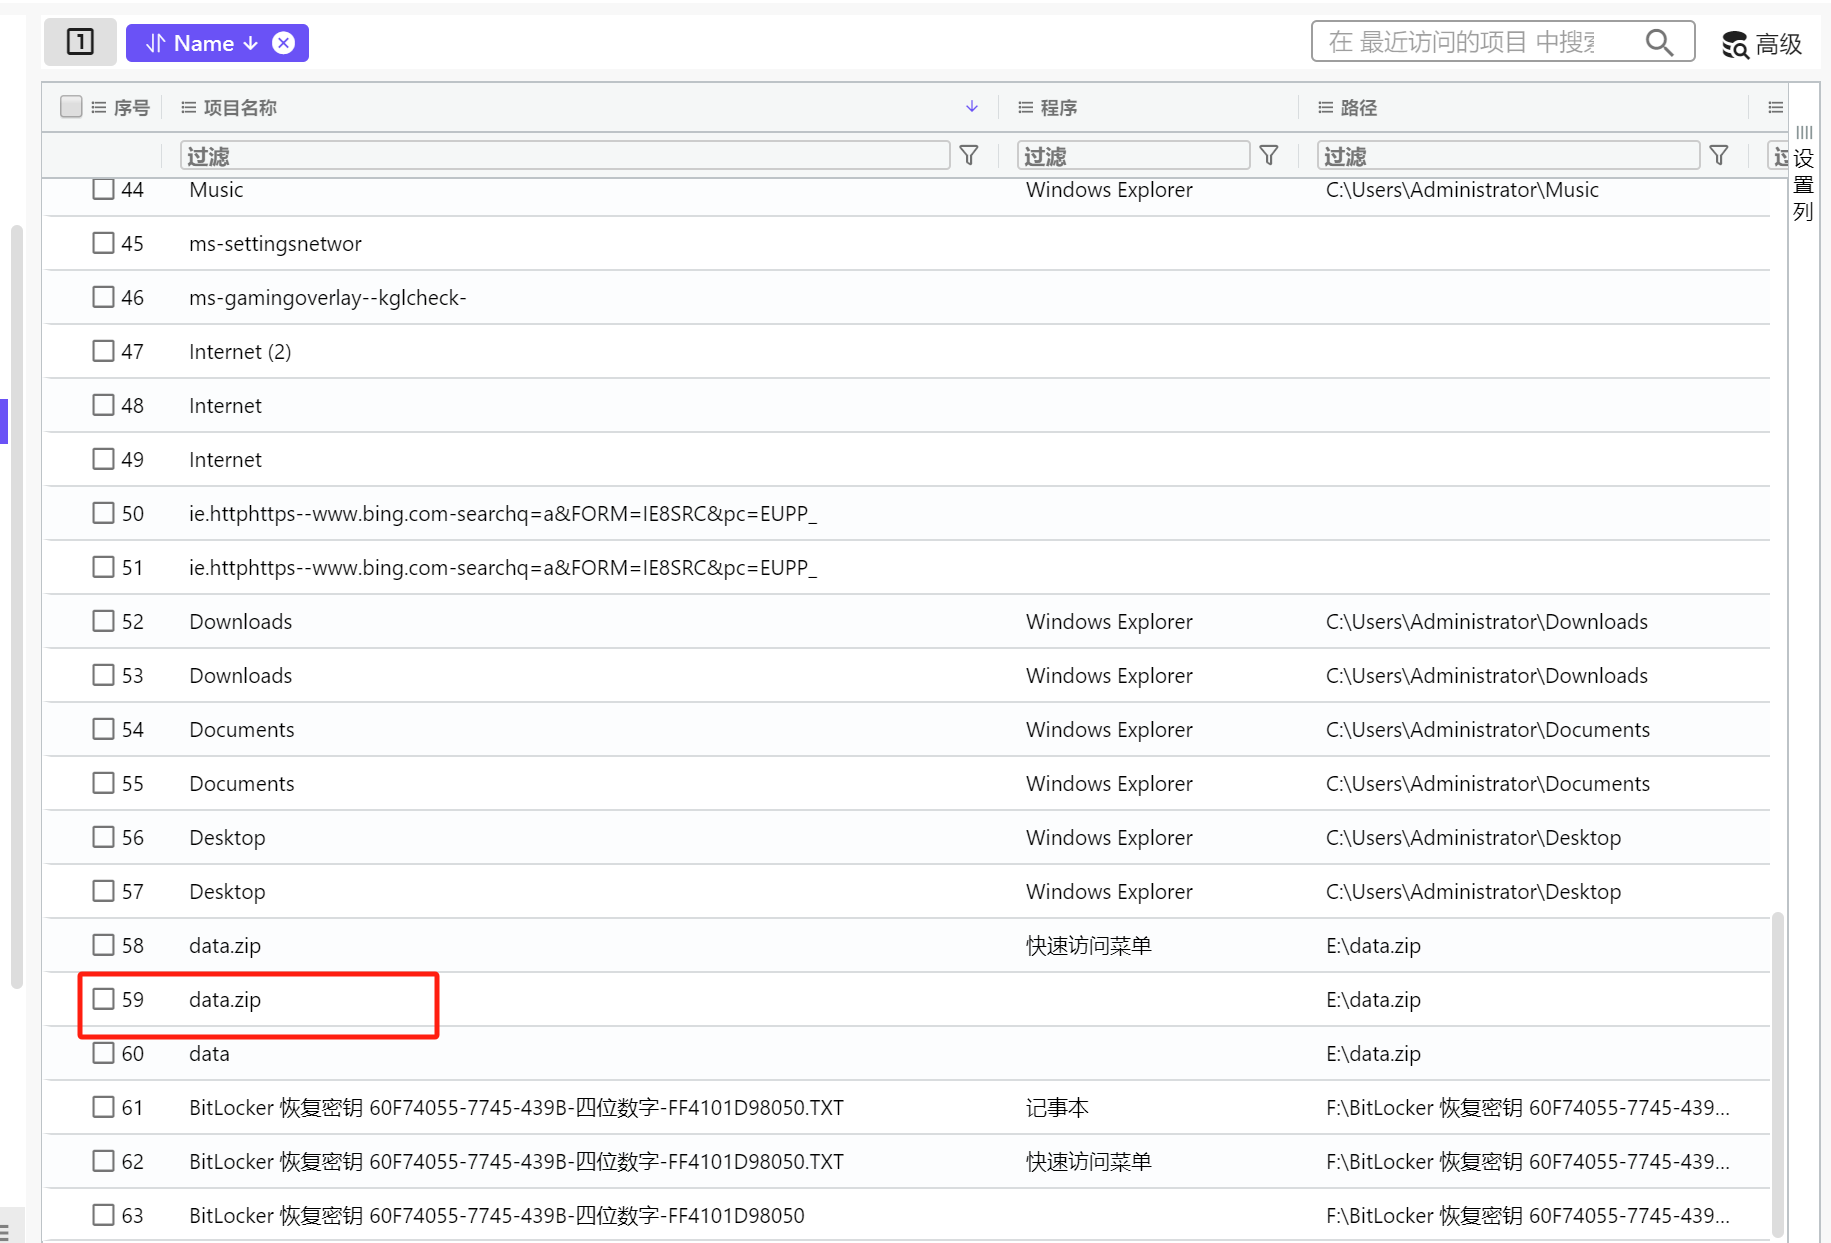 1 Name 在 最近访问的项目 中搜 高级
序号 项目名称 程序 路径
过滤 过滤 过滤 过
设置列
44 Music Windows Explorer C:\Users\Administrator\Music
45 ms-settingsnetwor
46 ms-gamingoverlay--kglcheck-
47 Internet (2)
48 Internet
49 Internet
50 ie.httphttps--www.bing.com-searchq=a&FORM=IE8SRC&pc=EUPP_
51 ie.httphttps--www.bing.com-searchq=a&FORM=IE8SRC&pc=EUPP_
52 Downloads Windows Explorer C:\Users\Administrator\Downloads
53 Downloads Windows Explorer C:\Users\Administrator\Downloads
54 Documents Windows Explorer C:\Users\Administrator\Documents
55 Documents Windows Explorer C:\Users\Administrator\Documents
56 Desktop Windows Explorer C:\Users\Administrator\Desktop
57 Desktop Windows Explorer C:\Users\Administrator\Desktop
58 data.zip 快速访问菜单 E:\data.zip
59 data.zip E:\data.zip
60 data E:\data.zip
61 BitLocker 恢复密钥 60F74055-7745-439B-四位数字-FF4101D98050.TXT 记事本 F:\BitLocker 恢复密钥 60F74055-7745-439...
62 BitLocker 恢复密钥 60F74055-7745-439B-四位数字-FF4101D98050.TXT 快速访问菜单 F:\BitLocker 恢复密钥 60F74055-7745-439...
63 BitLocker 恢复密钥 60F74055-7745-439B-四位数字-FF4101D98050 F:\BitLocker 恢复密钥 60F74055-7745-439...